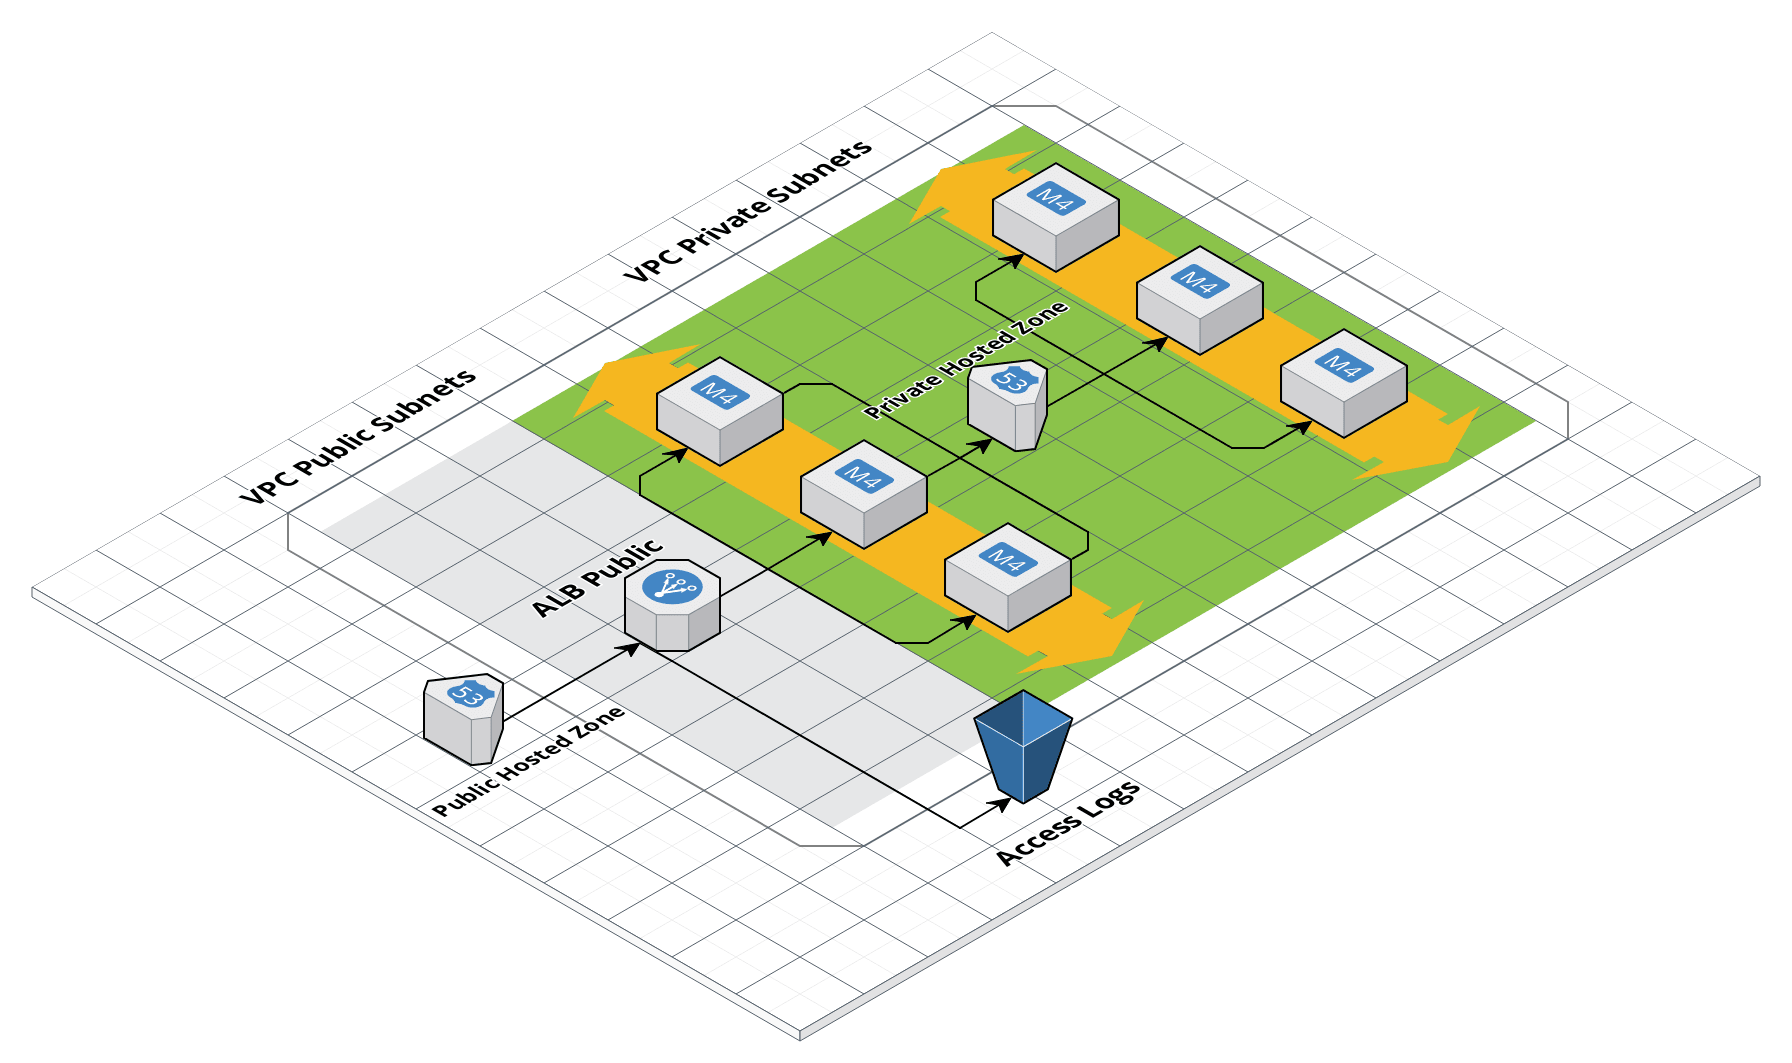 VPC Private Subnets
M4
M4
M4
Private Hosted Zone
53
VPC Public Subnets
M4
M4
M4
ALB Public
53
Public Hosted Zone
Access Logs